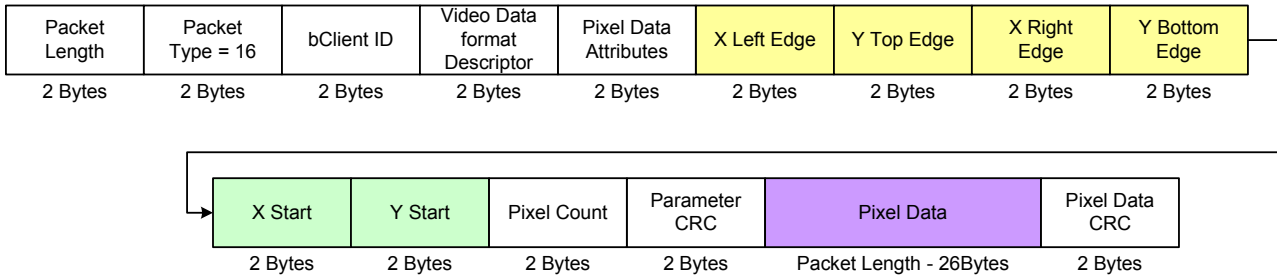 Packet
Length
Packet
Type = 16
bClient ID
Video Data
format
Descriptor
Pixel Data
Attributes
X Left Edge
Y Top Edge
X Right
Edge
Y Bottom
Edge
2 Bytes
2 Bytes
2 Bytes
2 Bytes
2 Bytes
2 Bytes
2 Bytes
2 Bytes
2 Bytes
X Start
Y Start
Pixel Count
Parameter
CRC
Pixel Data
Pixel Data
CRC
2 Bytes
2 Bytes
2 Bytes
2 Bytes
Packet Length - 26Bytes
2 Bytes